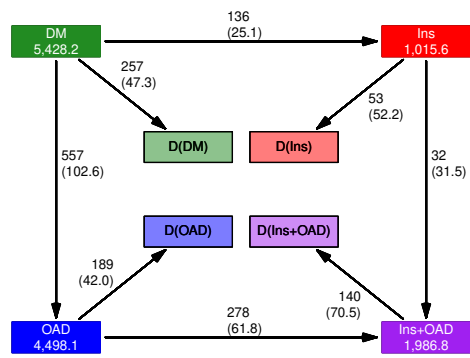 136
(25.1)
DM
5,428.2
Ins
1,015.6
257
(47.3)
53
(52.2)
D(DM)
D(Ins)
557
(102.6)
32
(31.5)
D(OAD)
D(Ins+OAD)
189
(42.0)
140
(70.5)
278
(61.8)
OAD
4,498.1
Ins+OAD
1,986.8